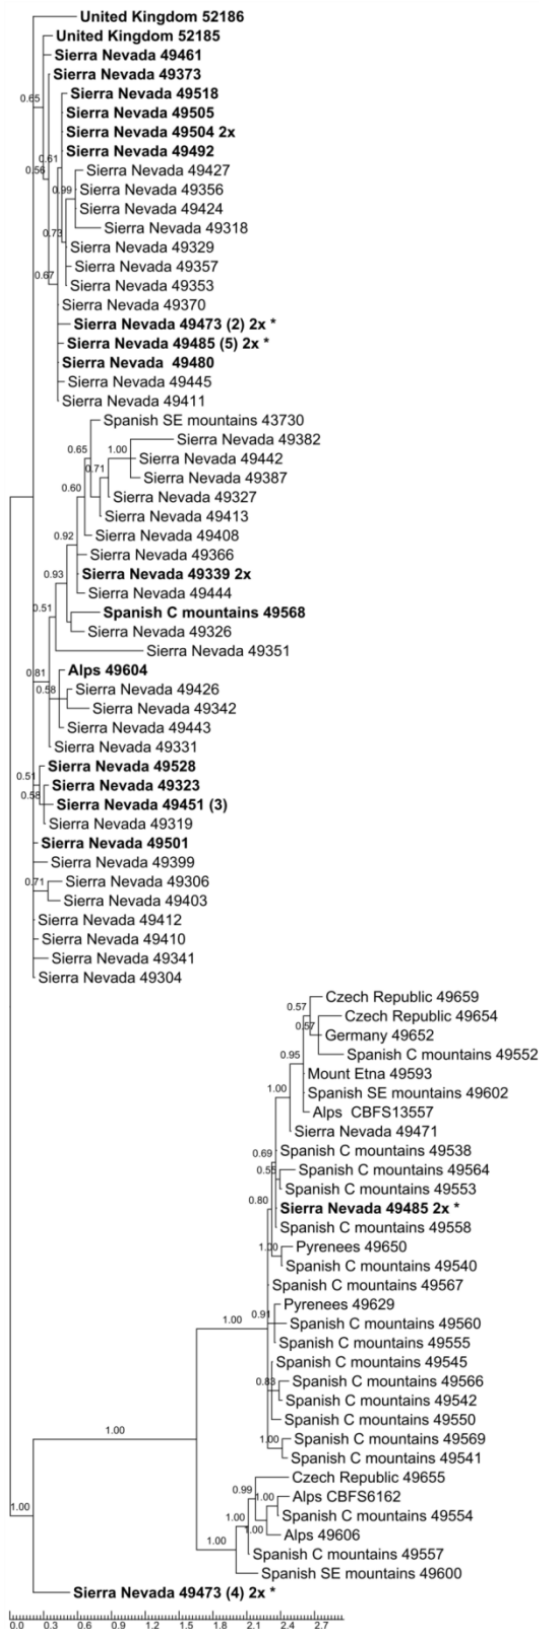 United Kingdom 52186
United Kingdom 52185
Sierra Nevada 49461
Sierra Nevada 49373
Sierra Nevada 49518
0.65
Sierra Nevada 49505
Sierra Nevada 49504 2x
Sierra Nevada 49492
0.61
0.56
Sierra Nevada 49427
0.99
Sierra Nevada 49356
Sierra Nevada 49424
Sierra Nevada 49318
0.73
Sierra Nevada 49329
Sierra Nevada 49357
0.67
Sierra Nevada 49353
Sierra Nevada 49370
Sierra Nevada 49473 (2) 2x *
Sierra Nevada 49485 (5) 2x *
Sierra Nevada 49480
Sierra Nevada 49445
Sierra Nevada 49411
Spanish SE mountains 43730
Sierra Nevada 49382
0.65
1.00
Sierra Nevada 49442
0.71
Sierra Nevada 49387
0.60
Sierra Nevada 49327
Sierra Nevada 49413
0.92
Sierra Nevada 49408
Sierra Nevada 49366
0.93
Sierra Nevada 49339 2x
Sierra Nevada 49444
0.51
Spanish C mountains 49568
Sierra Nevada 49326
Sierra Nevada 49351
0.81
Alps 49604
0.58
Sierra Nevada 49426
Sierra Nevada 49342
Sierra Nevada 49443
Sierra Nevada 49331
Sierra Nevada 49528
0.51
Sierra Nevada 49323
0.58
Sierra Nevada 49451 (3)
Sierra Nevada 49319
Sierra Nevada 49501
Sierra Nevada 49399
0.71
Sierra Nevada 49306
Sierra Nevada 49403
Sierra Nevada 49412
Sierra Nevada 49410
Sierra Nevada 49341
Sierra Nevada 49304
Czech Republic 49659
0.57
Czech Republic 49654
0.57
Germany 49652
0.95
Spanish C mountains 49552
Mount Etna 49593
1.00
Spanish SE mountains 49602
Alps CBFS13557
Sierra Nevada 49471
0.69
Spanish C mountains 49538
Spanish C mountains 49564
Spanish C mountains 49553
0.80
Sierra Nevada 49485 2x *
Spanish C mountains 49558
1.00
Pyrenees 49650
Spanish C mountains 49540
Spanish C mountains 49567
Pyrenees 49629
1.00
0.91
Spanish C mountains 49560
Spanish C mountains 49555
Spanish C mountains 49545
0.83
Spanish C mountains 49566
Spanish C mountains 49542
Spanish C mountains 49550
1.00
1.00
Spanish C mountains 49569
Spanish C mountains 49541
Czech Republic 49655
0.99
1.00
Alps CBFS6162
1.00
1.00
Spanish C mountains 49554
1.00
Alps 49606
1.00
Spanish C mountains 49557
Spanish SE mountains 49600
Sierra Nevada 49473 (4) 2x *
0.0 0.3 0.6 0.9 1.2 1.5 1.8 2.1 2.4 2.7